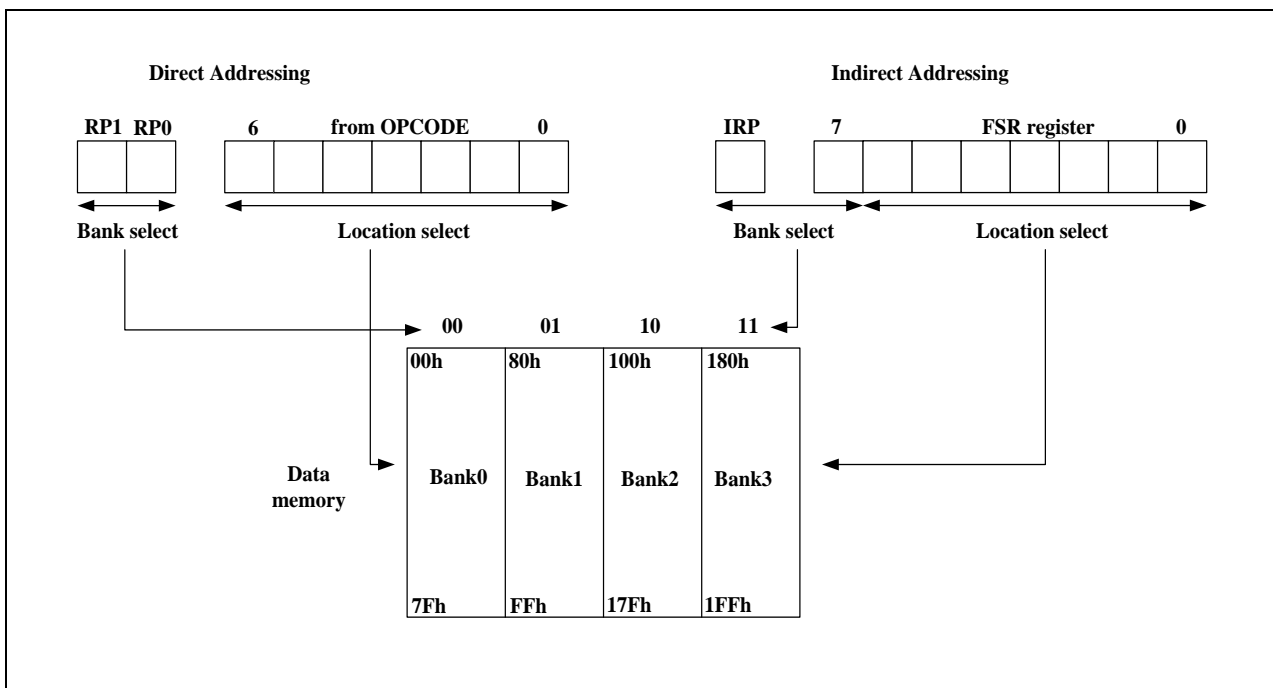 Direct Addressing
Indirect Addressing
RP1 RP0 6 from OPCODE 0
IRP 7 FSR register 0
Bank select Location select
Bank select Location select
00 01 10 11
00h 80h 100h 180h
Data memory
Bank0 Bank1 Bank2 Bank3
7Fh FFh 17Fh 1FFh